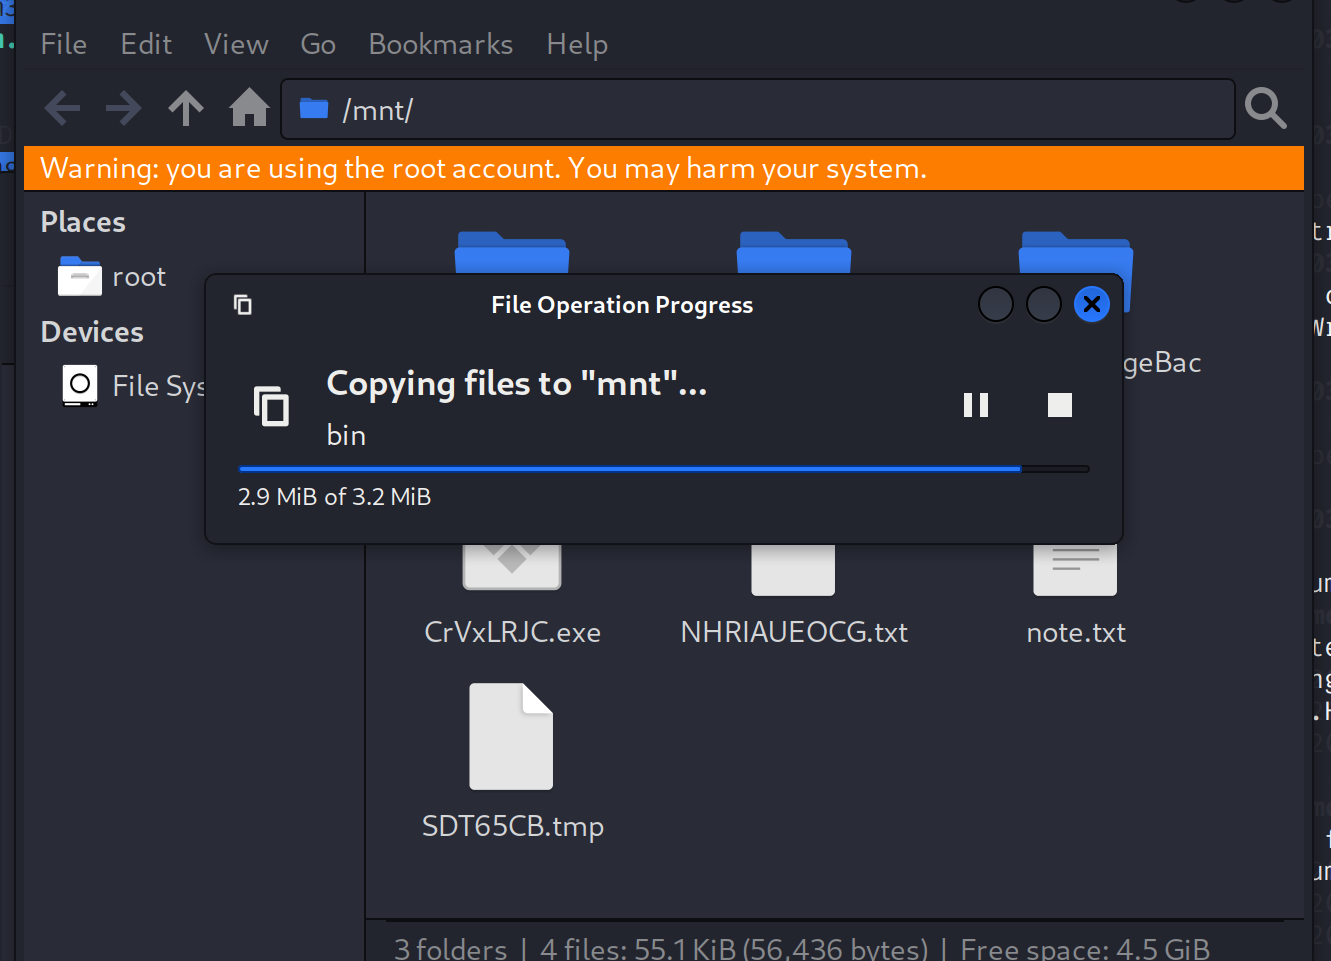 File Edit View Go Bookmarks Help
/mnt/
Warning: you are using the root account. You may harm your system.
Places
root
Devices
File Sys
File Operation Progress
Copying files to "mnt"...
bin
2.9 MiB of 3.2 MiB
geBac
CrVxLRJC.exe NHRIAUEOCG.txt note.txt
SDT65CB.tmp
3 folders | 4 files: 55.1 KiB (56,436 bytes) | Free space: 4.5 GiB